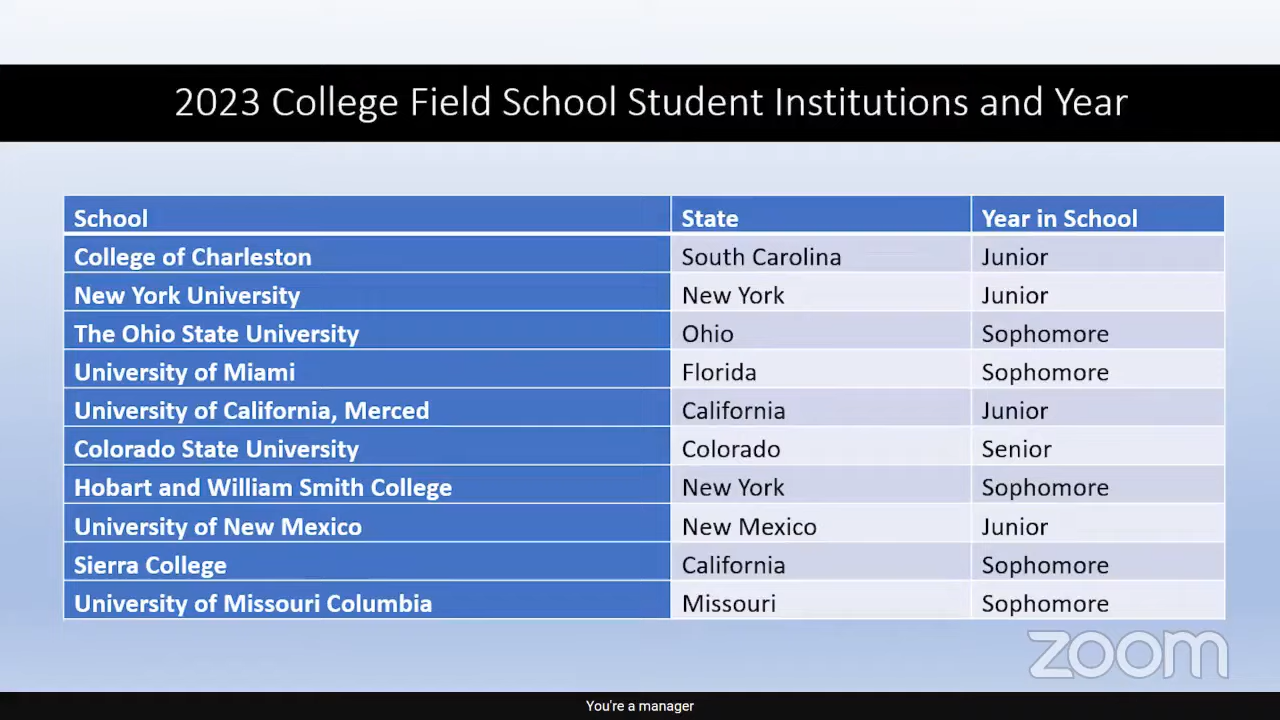 2023 College Field School Student Institutions and Year
School State Year in School
College of Charleston South Carolina Junior
New York University New York Junior
The Ohio State University Ohio Sophomore
University of Miami Florida Sophomore
University of California, Merced California Junior
Colorado State University Colorado Senior
Hobart and William Smith College New York Sophomore
University of New Mexico New Mexico Junior
Sierra College California Sophomore
University of Missouri Columbia Missouri Sophomore
zoom
You're a manager